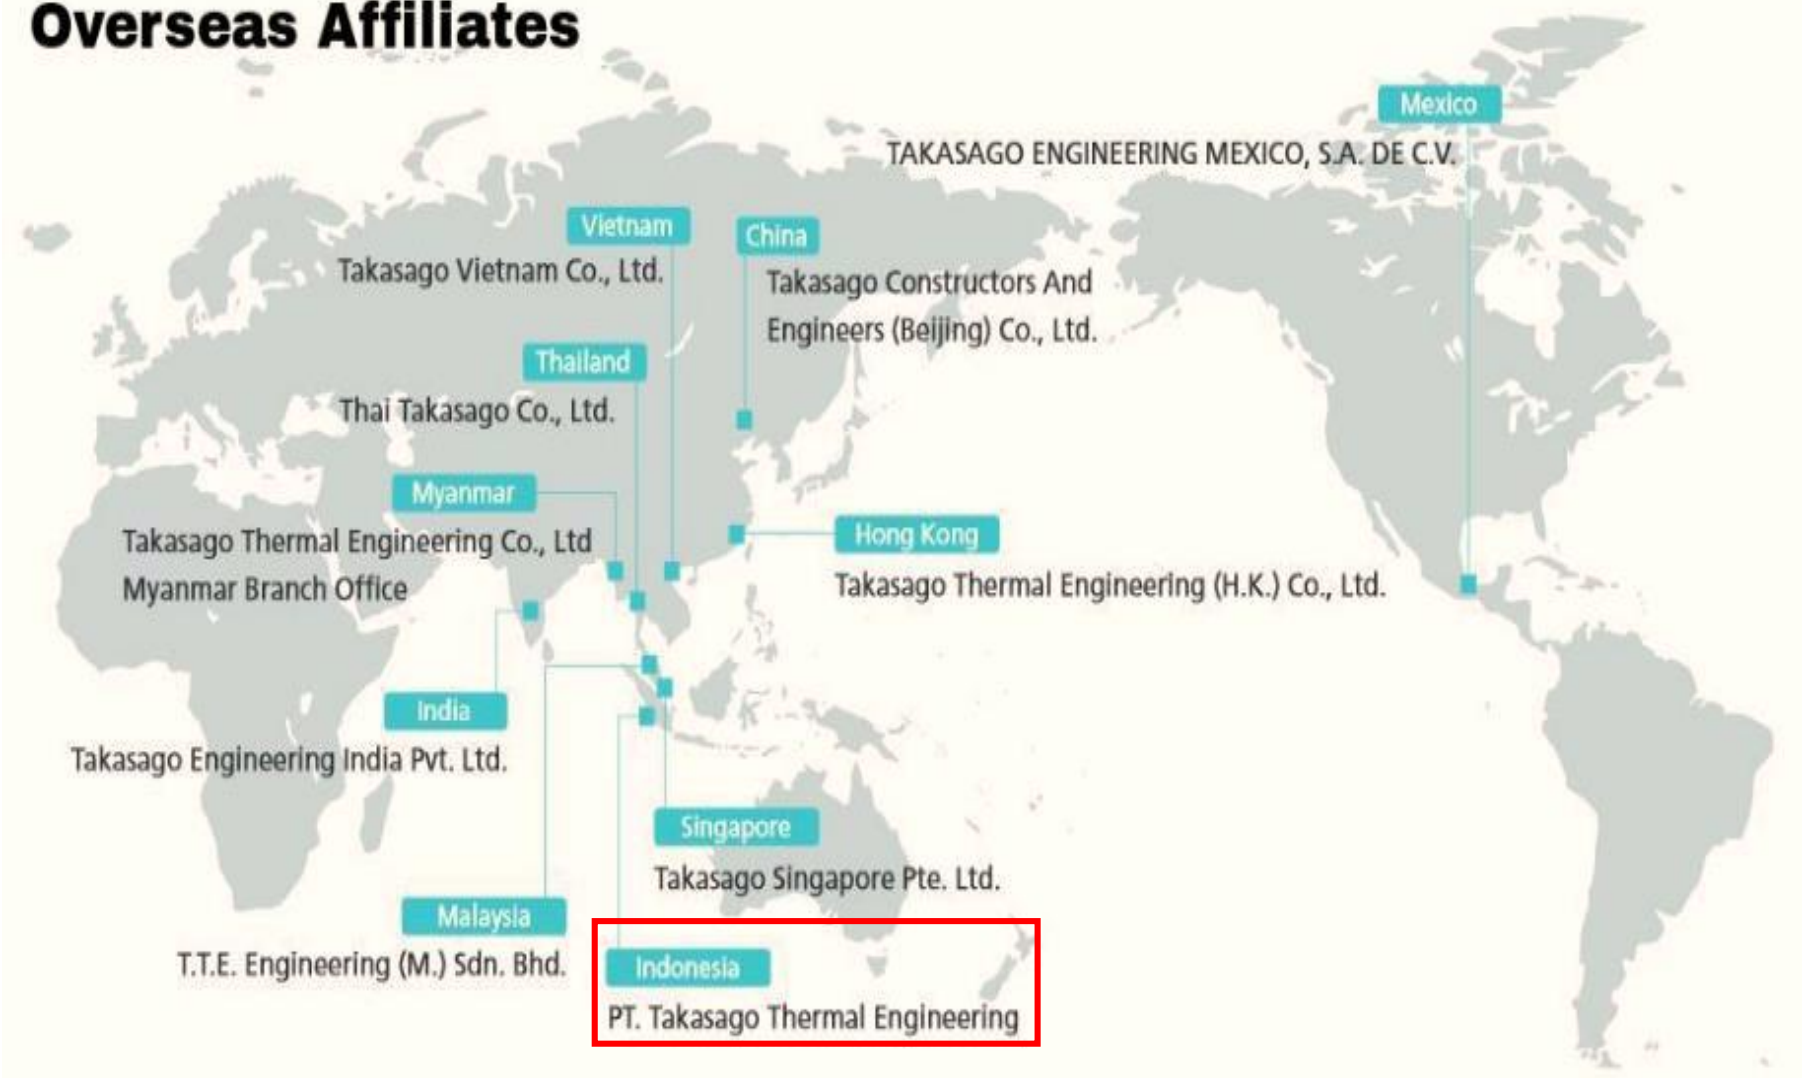 Overseas Affiliates
Mexico
TAKASAGO ENGINEERING MEXICO, S.A. DE C.V.
Vietnam
Takasago Vietnam Co., Ltd.
China
Takasago Constructors And
Engineers (Beijing) Co., Ltd.
Thailand
Thai Takasago Co., Ltd.
Myanmar
Takasago Thermal Engineering Co., Ltd
Myanmar Branch Office
Hong Kong
Takasago Thermal Engineering (H.K.) Co., Ltd.
India
Takasago Engineering India Pvt. Ltd.
Singapore
Takasago Singapore Pte. Ltd.
Malaysia
T.T.E. Engineering (M.) Sdn. Bhd.
Indonesia
PT. Takasago Thermal Engineering